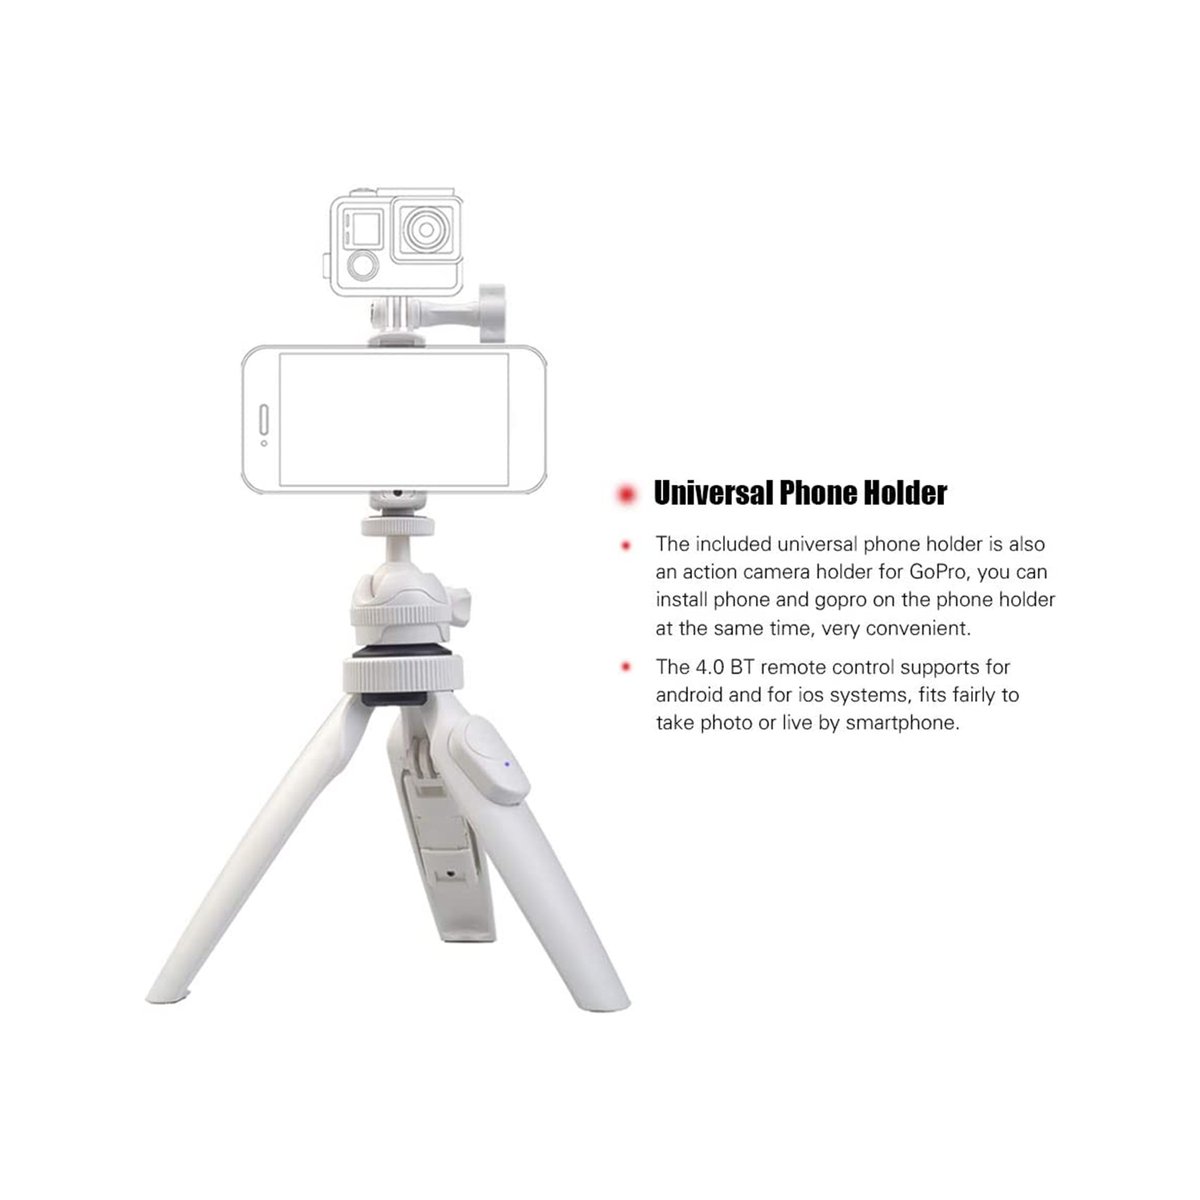 Universal Phone Holder
The included universal phone holder is also
an action camera holder for GoPro, you can
install phone and gopro on the phone holder
at the same time, very convenient.
The 4.0 BT remote control supports for
android and for ios systems, fits fairly to
take photo or live by smartphone.